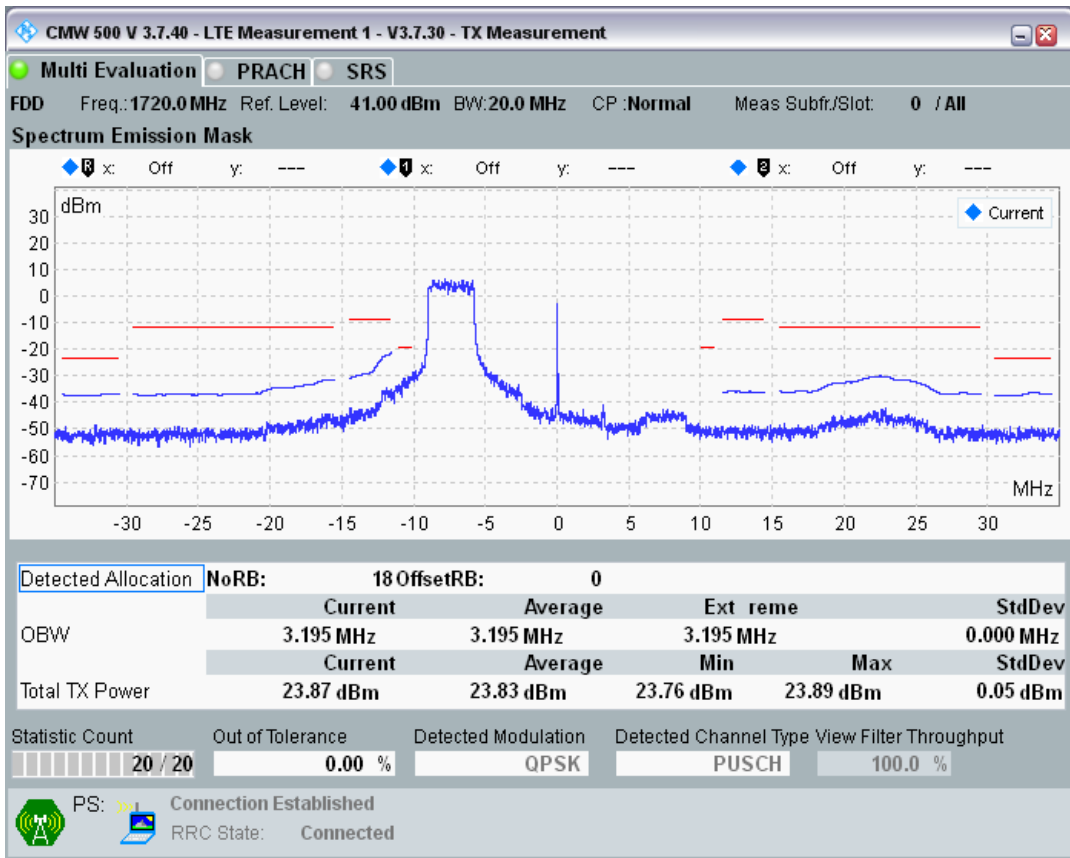 CMW 500 V 3.7.40 - LTE Measurement 1 - V3.7.30 - TX Measurement
Multi Evaluation PRACH SRS
FDD Freq.:1720.0 MHz Ref. Level: 41.00 dBm BW:20.0 MHz CP :Normal Meas Subfr./Slot: 0 / All
Spectrum Emission Mask
R x: Off y: --- 1 x: Off y: --- 2 x: Off y: ---
dBm
Current
30
20
10
0
-10
-20
-30
-40
-50
-60
-70
MHz
-30 -25 -20 -15 -10 -5 0 5 10 15 20 25 30
Detected Allocation NoRB: 18 OffsetRB: 0
Current Average Ext reme StdDev
OBW 3.195 MHz 3.195 MHz 3.195 MHz 0.000 MHz
Current Average Min Max StdDev
Total TX Power 23.87 dBm 23.83 dBm 23.76 dBm 23.89 dBm 0.05 dBm
Statistic Count Out of Tolerance Detected Modulation Detected Channel Type View Filter Throughput
20 / 20 0.00 % QPSK PUSCH 100.0 %
PS: Connection Established
RRC State: Connected